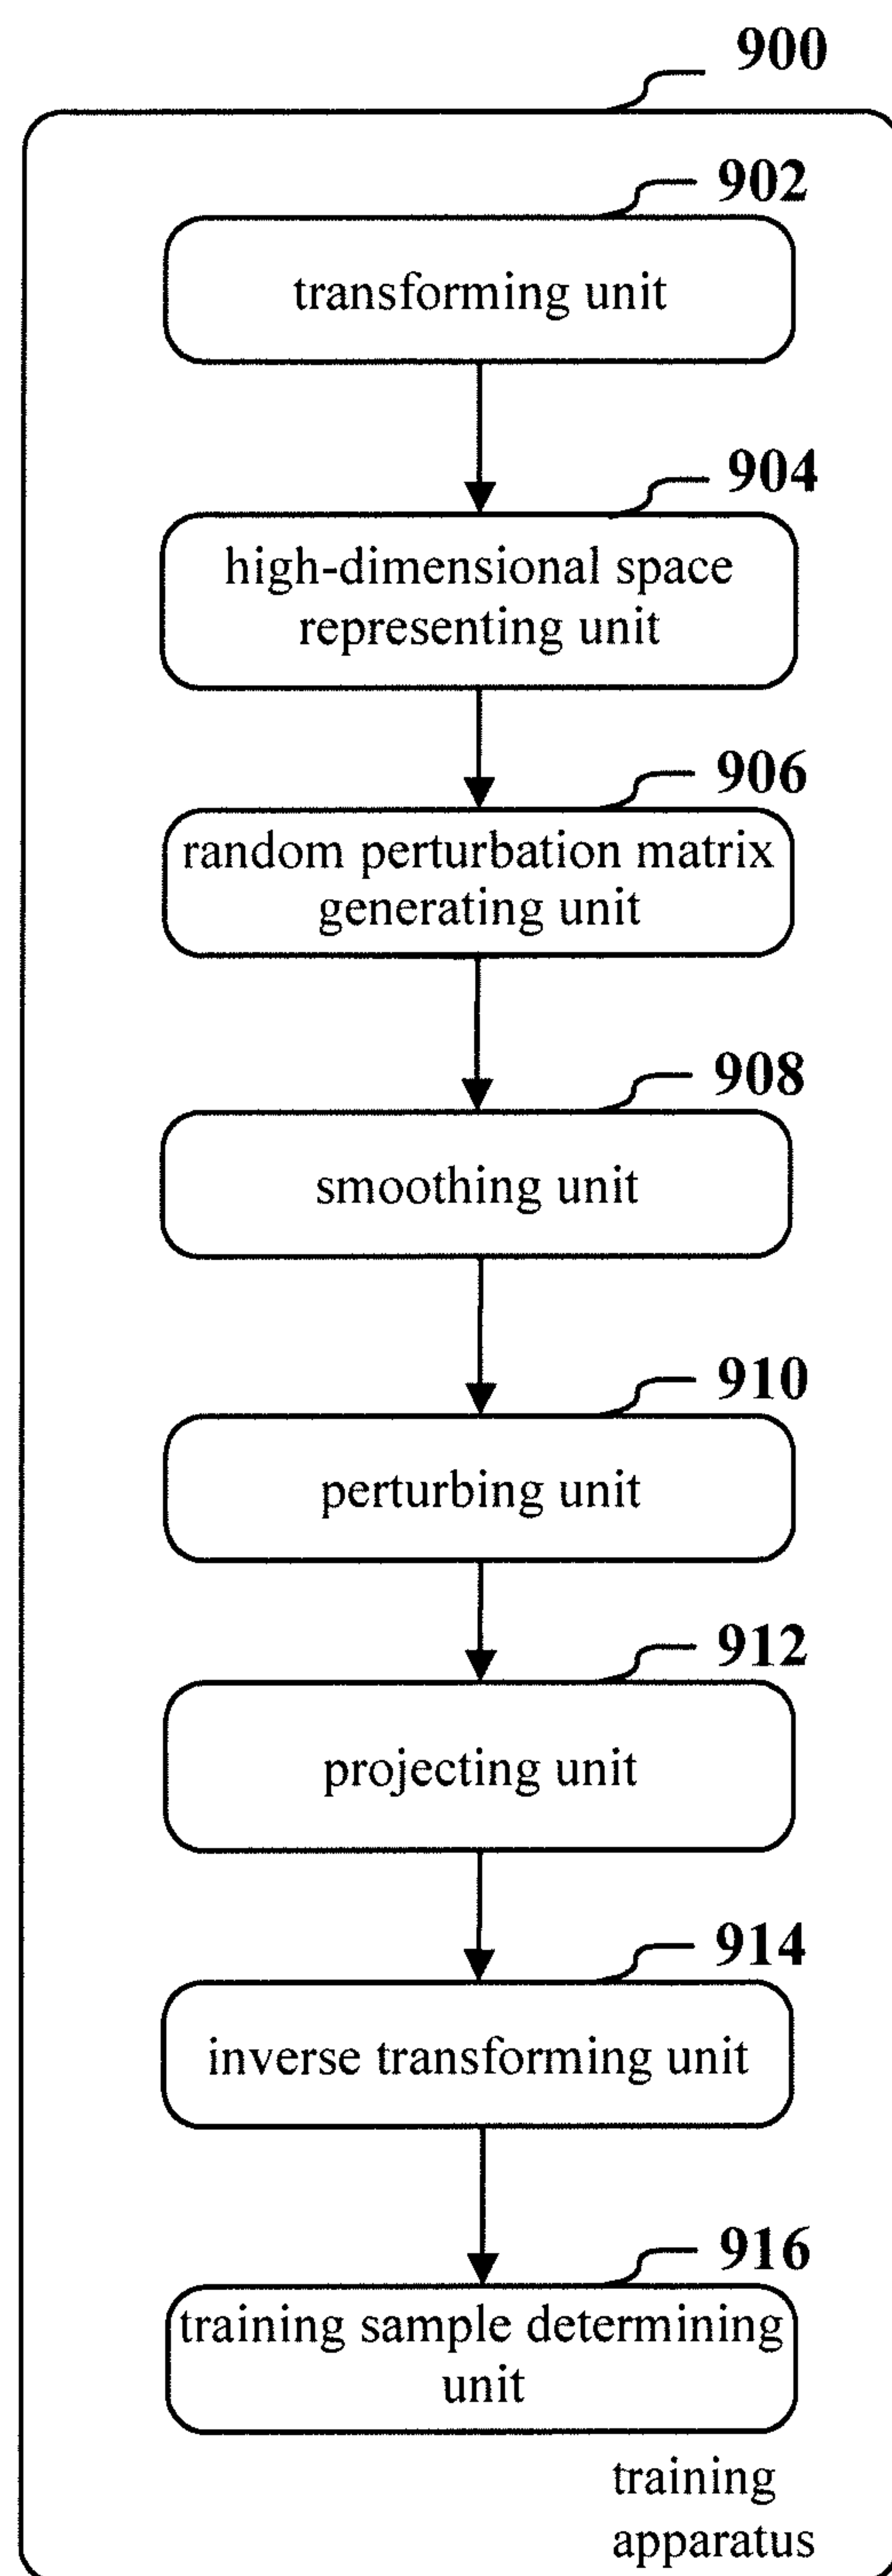 900
902
transforming unit
904
high-dimensional space
representing unit
906
random perturbation matrix
generating unit
908
smoothing unit
910
perturbing unit
912
projecting unit
914
inverse transforming unit
916
training sample determining
unit
training
apparatus